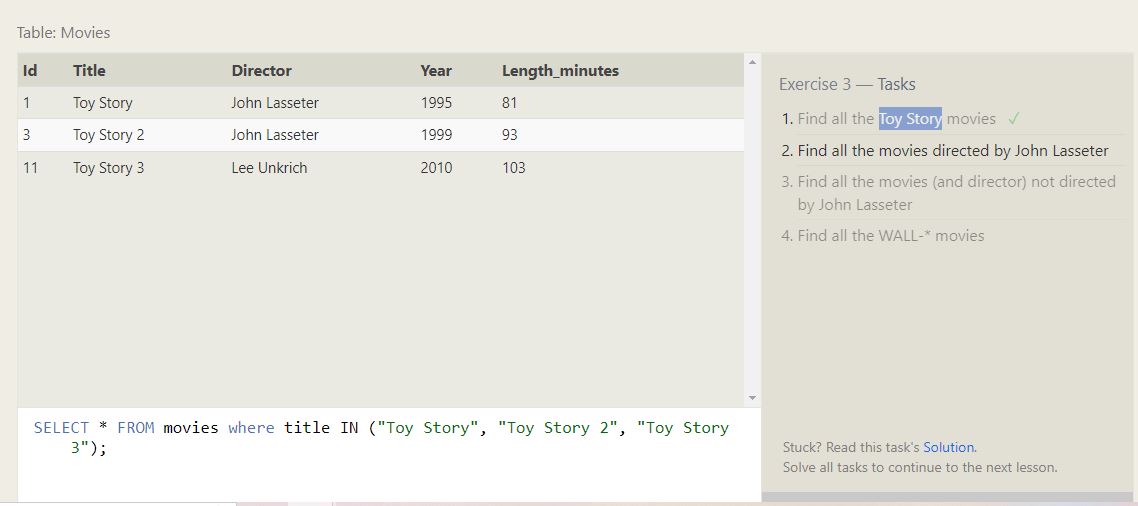 Table: Movies
Id Title Director Year Length_minutes
1 Toy Story John Lasseter 1995 81
3 Toy Story 2 John Lasseter 1999 93
11 Toy Story 3 Lee Unkrich 2010 103
SELECT * FROM movies where title IN ("Toy Story", "Toy Story 2", "Toy Story
3");
Exercise 3 — Tasks
1. Find all the Toy Story movies ✓
2. Find all the movies directed by John Lasseter
3. Find all the movies (and director) not directed
by John Lasseter
4. Find all the WALL-* movies
Stuck? Read this task's Solution.
Solve all tasks to continue to the next lesson.